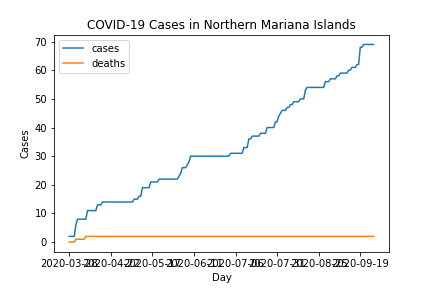 COVID-19 Cases in Northern Mariana Islands
cases
deaths
70
60
50
40
30
20
10
0
Cases
2020-03-28 2020-04-22 2020-05-17 2020-06-11 2020-07-06 2020-07-31 2020-08-25 2020-09-19
Day